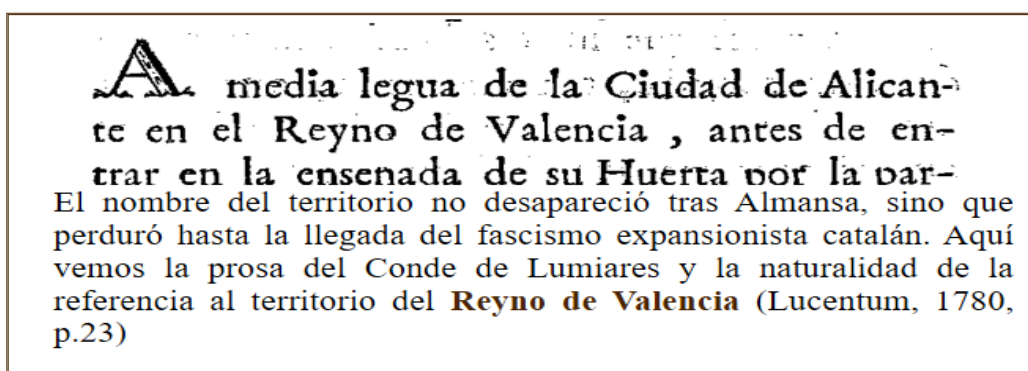 A media legua de la Ciudad de Alican-
te en el Reyno de Valencia , antes de en-
trar en la ensenada de su Huerta por la par-
El nombre del territorio no desapareció tras Almansa, sino que
perduró hasta la llegada del fascismo expansionista catalán. Aquí
vemos la prosa del Conde de Lumiares y la naturalidad de la
referencia al territorio del Reyno de Valencia (Lucentum, 1780,
p.23)